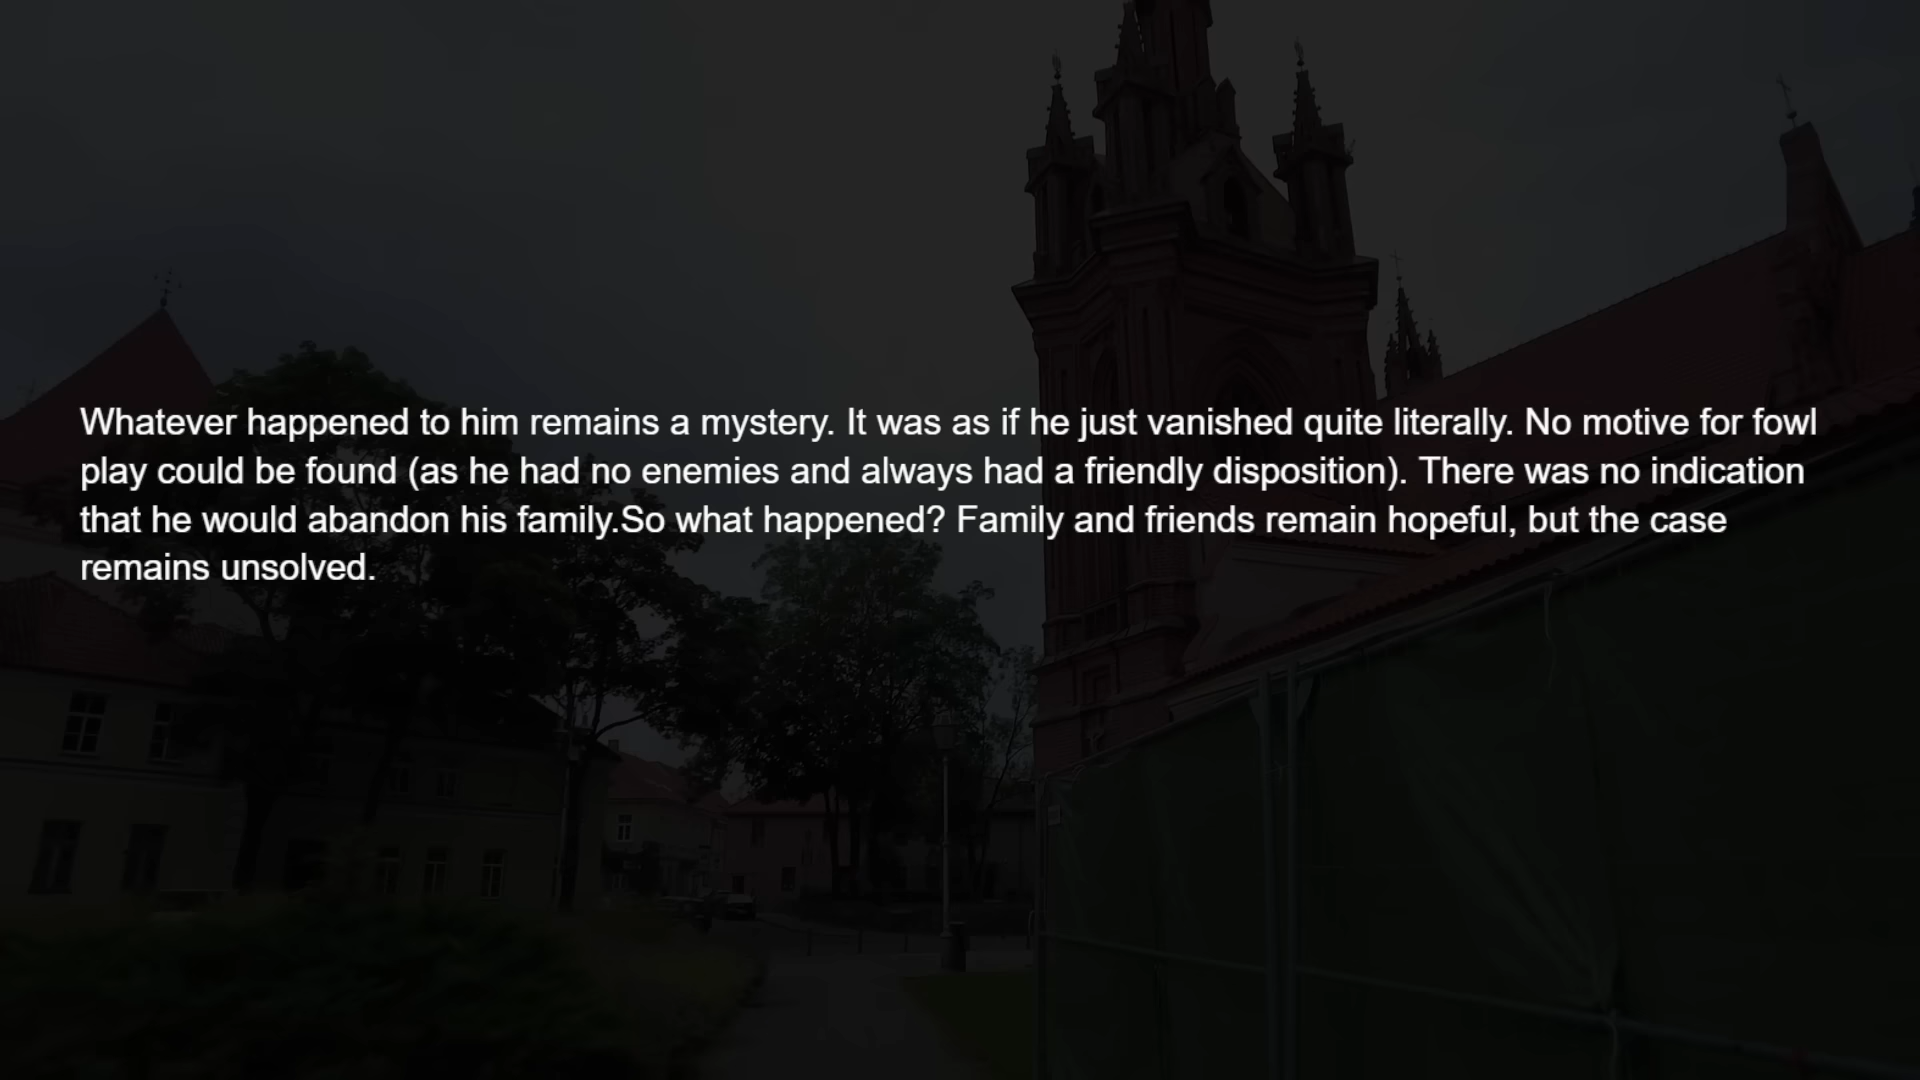 Whatever happened to him remains a mystery. It was as if he just vanished quite literally. No motive for fowl
play could be found (as he had no enemies and always had a friendly disposition). There was no indication
that he would abandon his family.So what happened? Family and friends remain hopeful, but the case
remains unsolved.